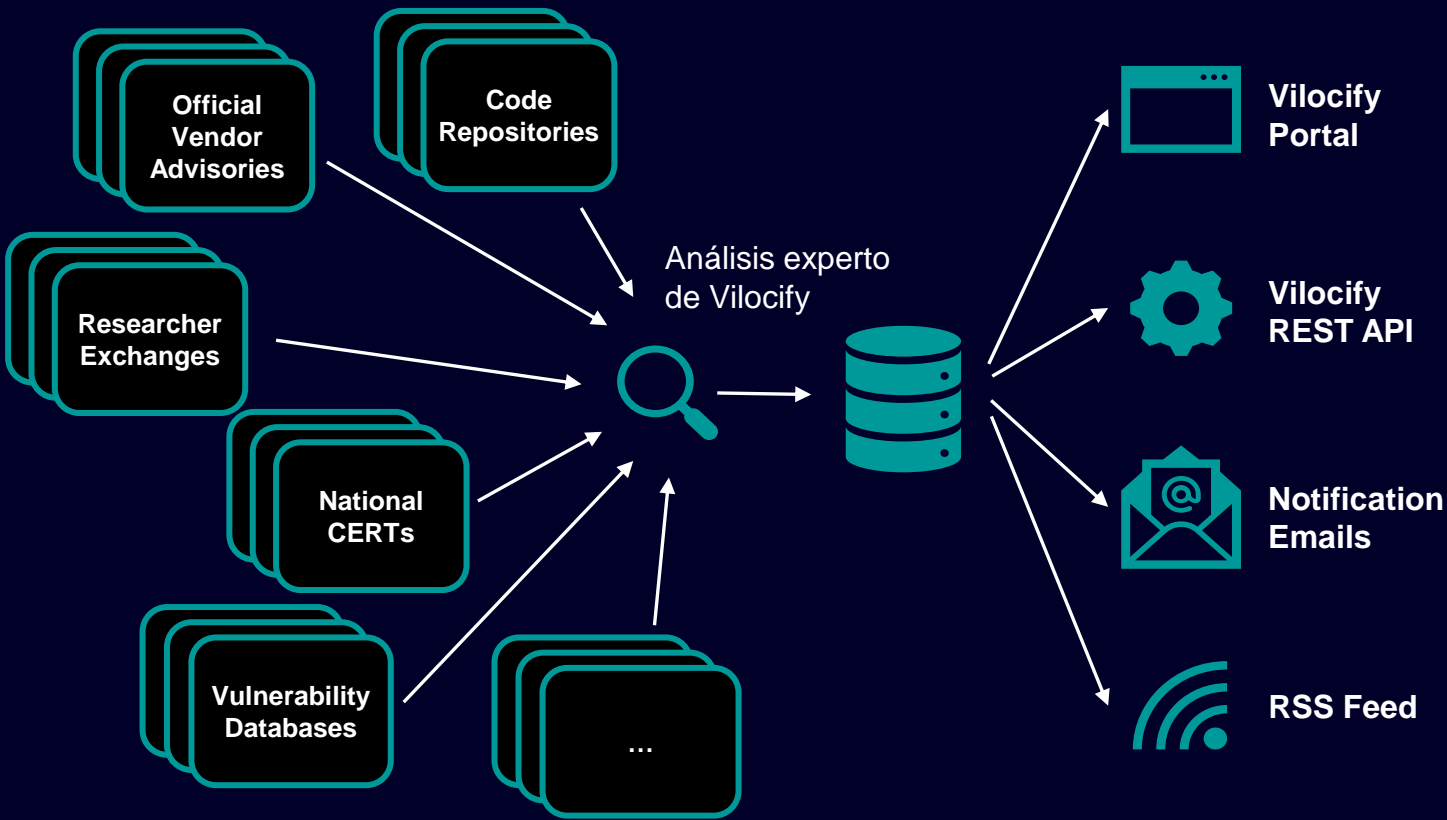 Official
Vendor
Advisories
Code
Repositories
Researcher
Exchanges
National
CERTs
Vulnerability
Databases
…
Análisis experto
de Vilocify
@
Vilocify
Portal
Vilocify
REST API
Notification
Emails
RSS Feed